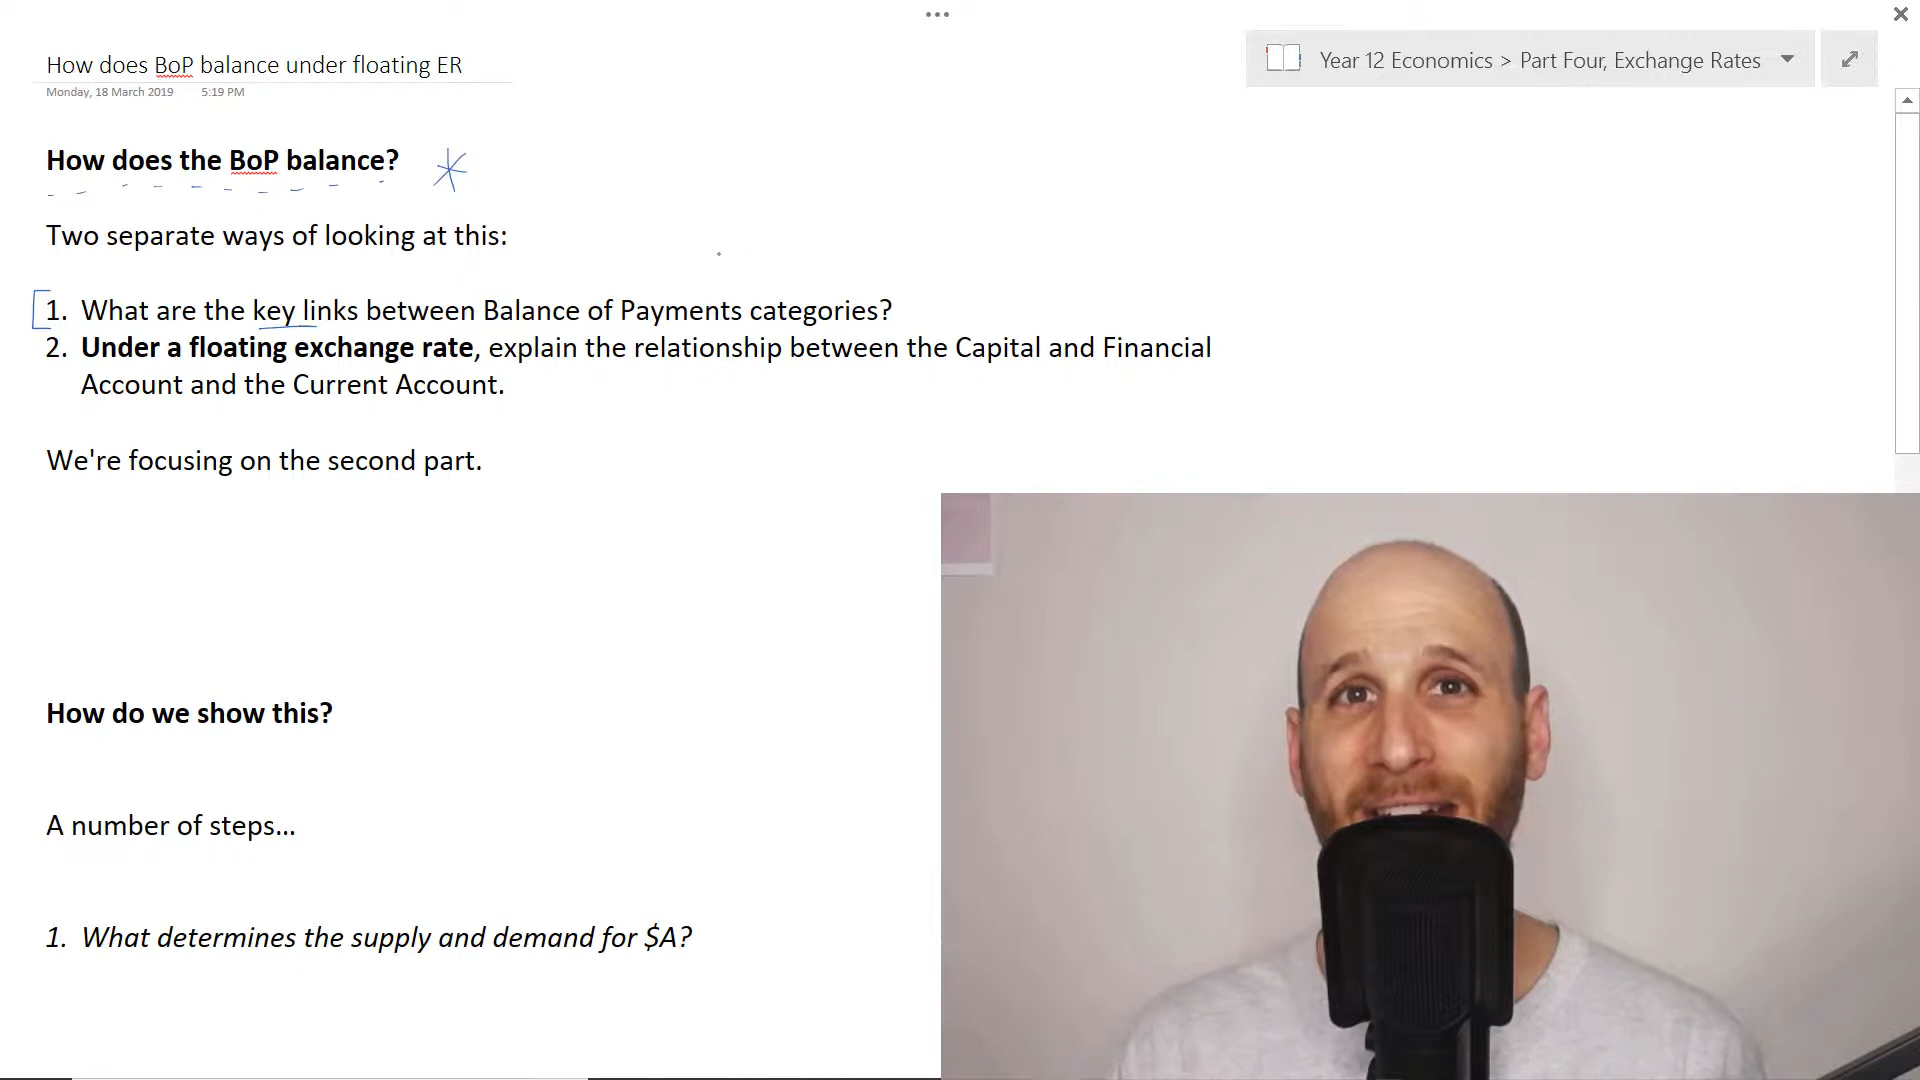 How does BoP balance under floating ER
Monday, 18 March 2019 5:19 PM
Year 12 Economics > Part Four, Exchange Rates
How does the BoP balance?
Two separate ways of looking at this:
1. What are the key links between Balance of Payments categories?
2. Under a floating exchange rate, explain the relationship between the Capital and Financial
Account and the Current Account.
We're focusing on the second part.
How do we show this?
A number of steps...
1. What determines the supply and demand for $A?